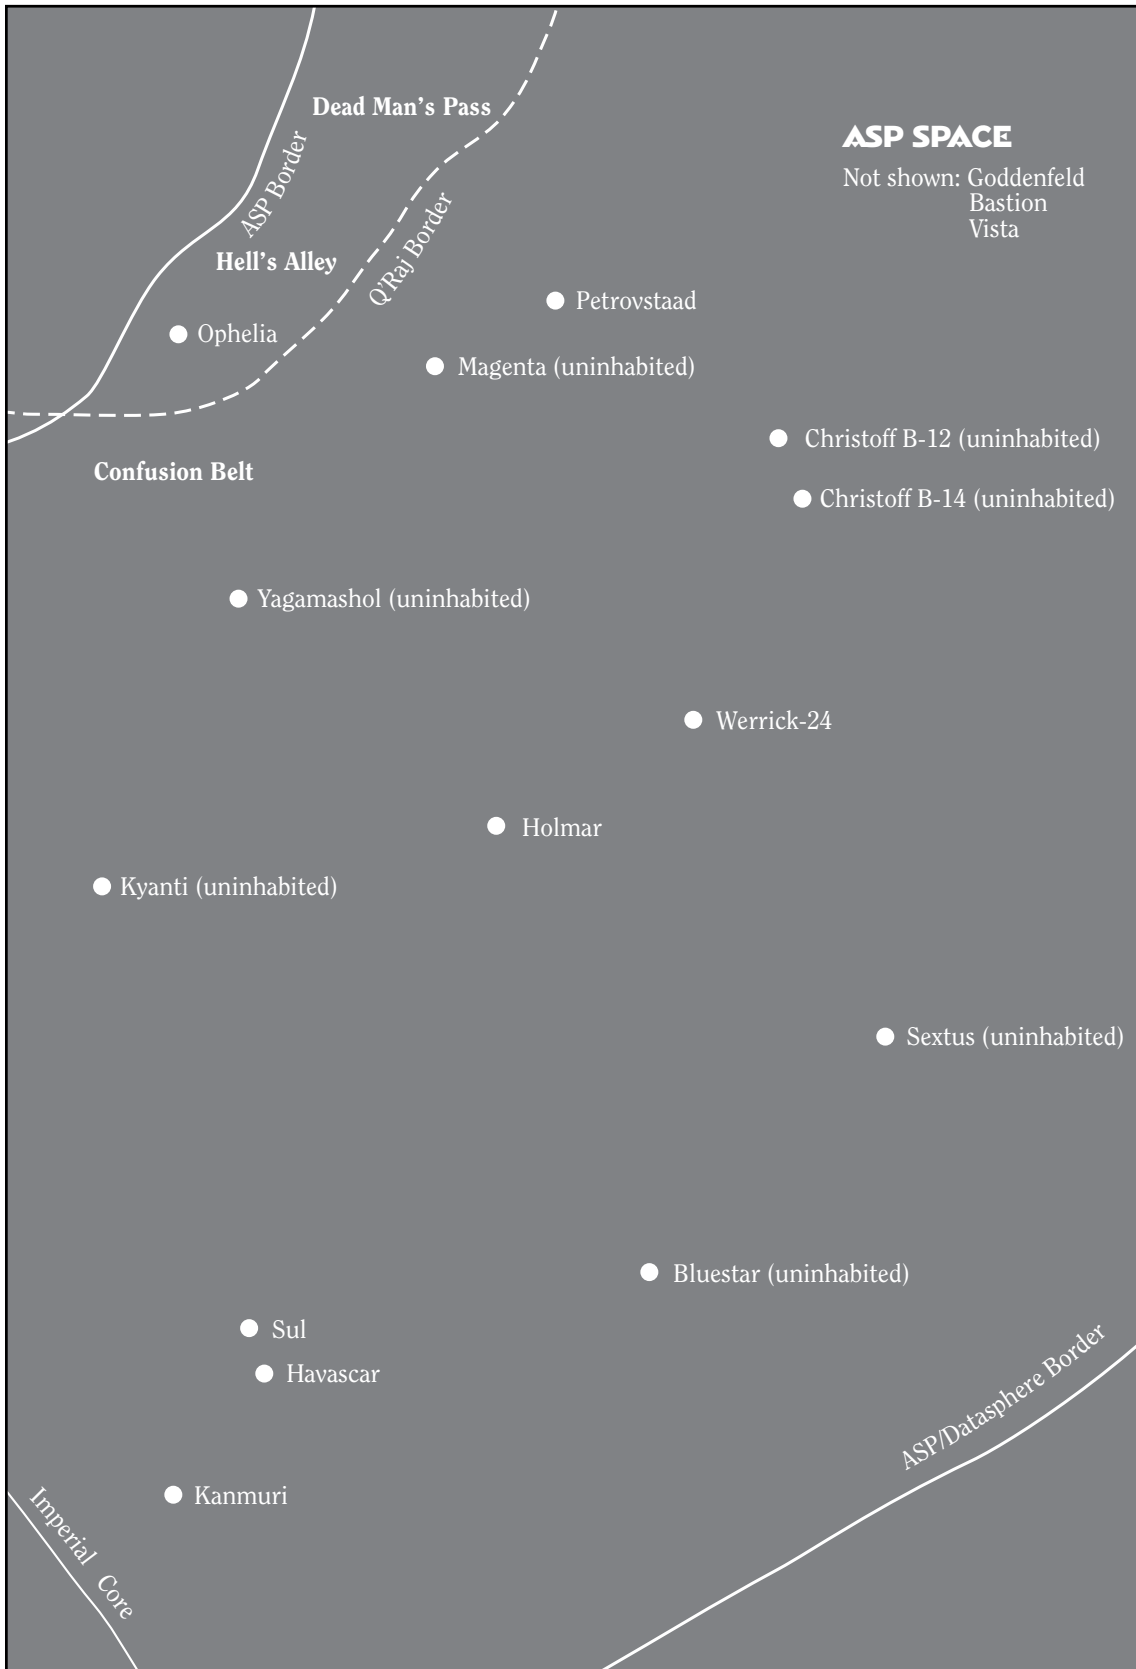 Dead Man's Pass
ASP SPACE
ASP Border
Not shown: Goddenfeld
Bastion
Vista
Hell's Alley
Q'Raj Border
Petrovstaad
Ophelia
Magenta (uninhabited)
Christoff B-12 (uninhabited)
Confusion Belt
Christoff B-14 (uninhabited)
Yagamashol (uninhabited)
Werrick-24
Holmar
Kyanti (uninhabited)
Sextus (uninhabited)
Bluestar (uninhabited)
Sul
Havascar
ASP/Datasphere Border
Kanmuri
Imperial Core